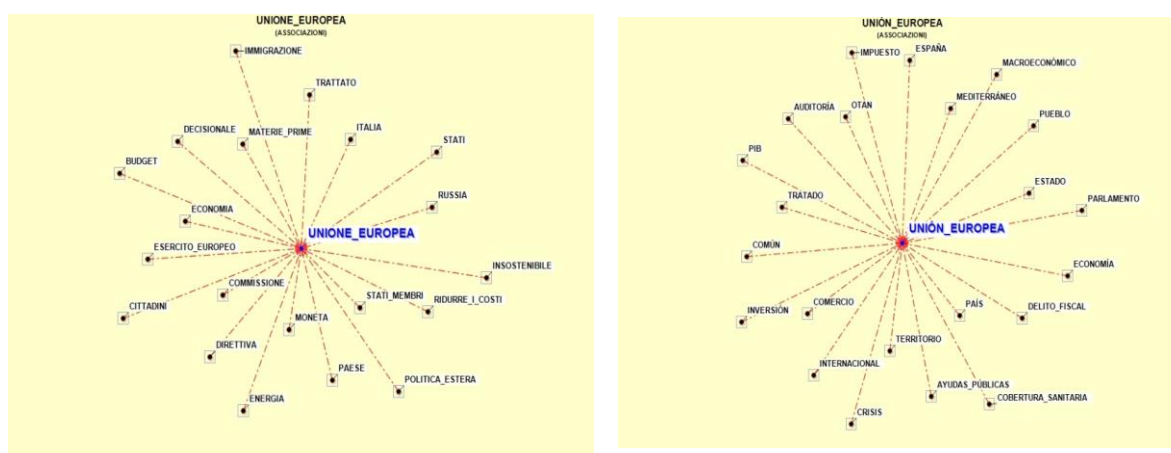 UNIONE_EUROPEA
(ASSOCIAZIONI)
IMMIGRAZIONE
TRATTATO
DECISIONALE
MATERIE_PRIME
ITALIA
STATI
BUDGET
RUSSIA
ECONOMIA
UNIONE_EUROPEA
ESERCITO_EUROPEO
INSOSTENIBILE
COMMISSIONE
STATI_MEMBRI
RIDURRE_I_COSTI
CITTADINI
MONETA
DIRETTIVA
PAESE
POLITICA_ESTERA
ENERGIA
UNIÓN_EUROPEA
(ASSOCIAZIONI)
IMPUESTO
ESPAÑA
MACROECONÓMICO
MEDITERRÁNEO
AUDITORÍA
OTAN
PUEBLO
PIB
ESTADO
TRATADO
PARLAMENTO
UNIÓN_EUROPEA
COMÚN
ECONOMÍA
INVERSIÓN
COMERCIO
PAÍS
DELITO_FISCAL
TERRITORIO
INTERNACIONAL
AYUDAS_PÚBLICAS
COBERTURA_SANITARIA
CRISIS